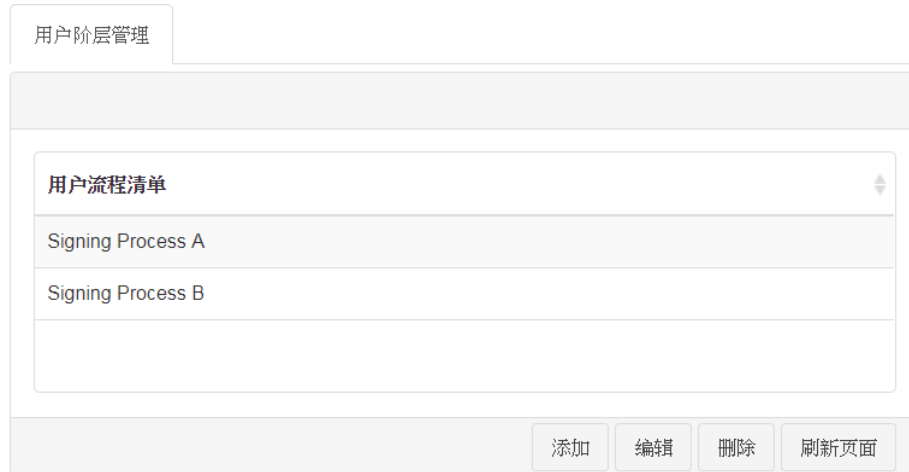 用户阶层管理
用户流程清单
Signing Process A
Signing Process B
添加 编辑 删除 刷新页面